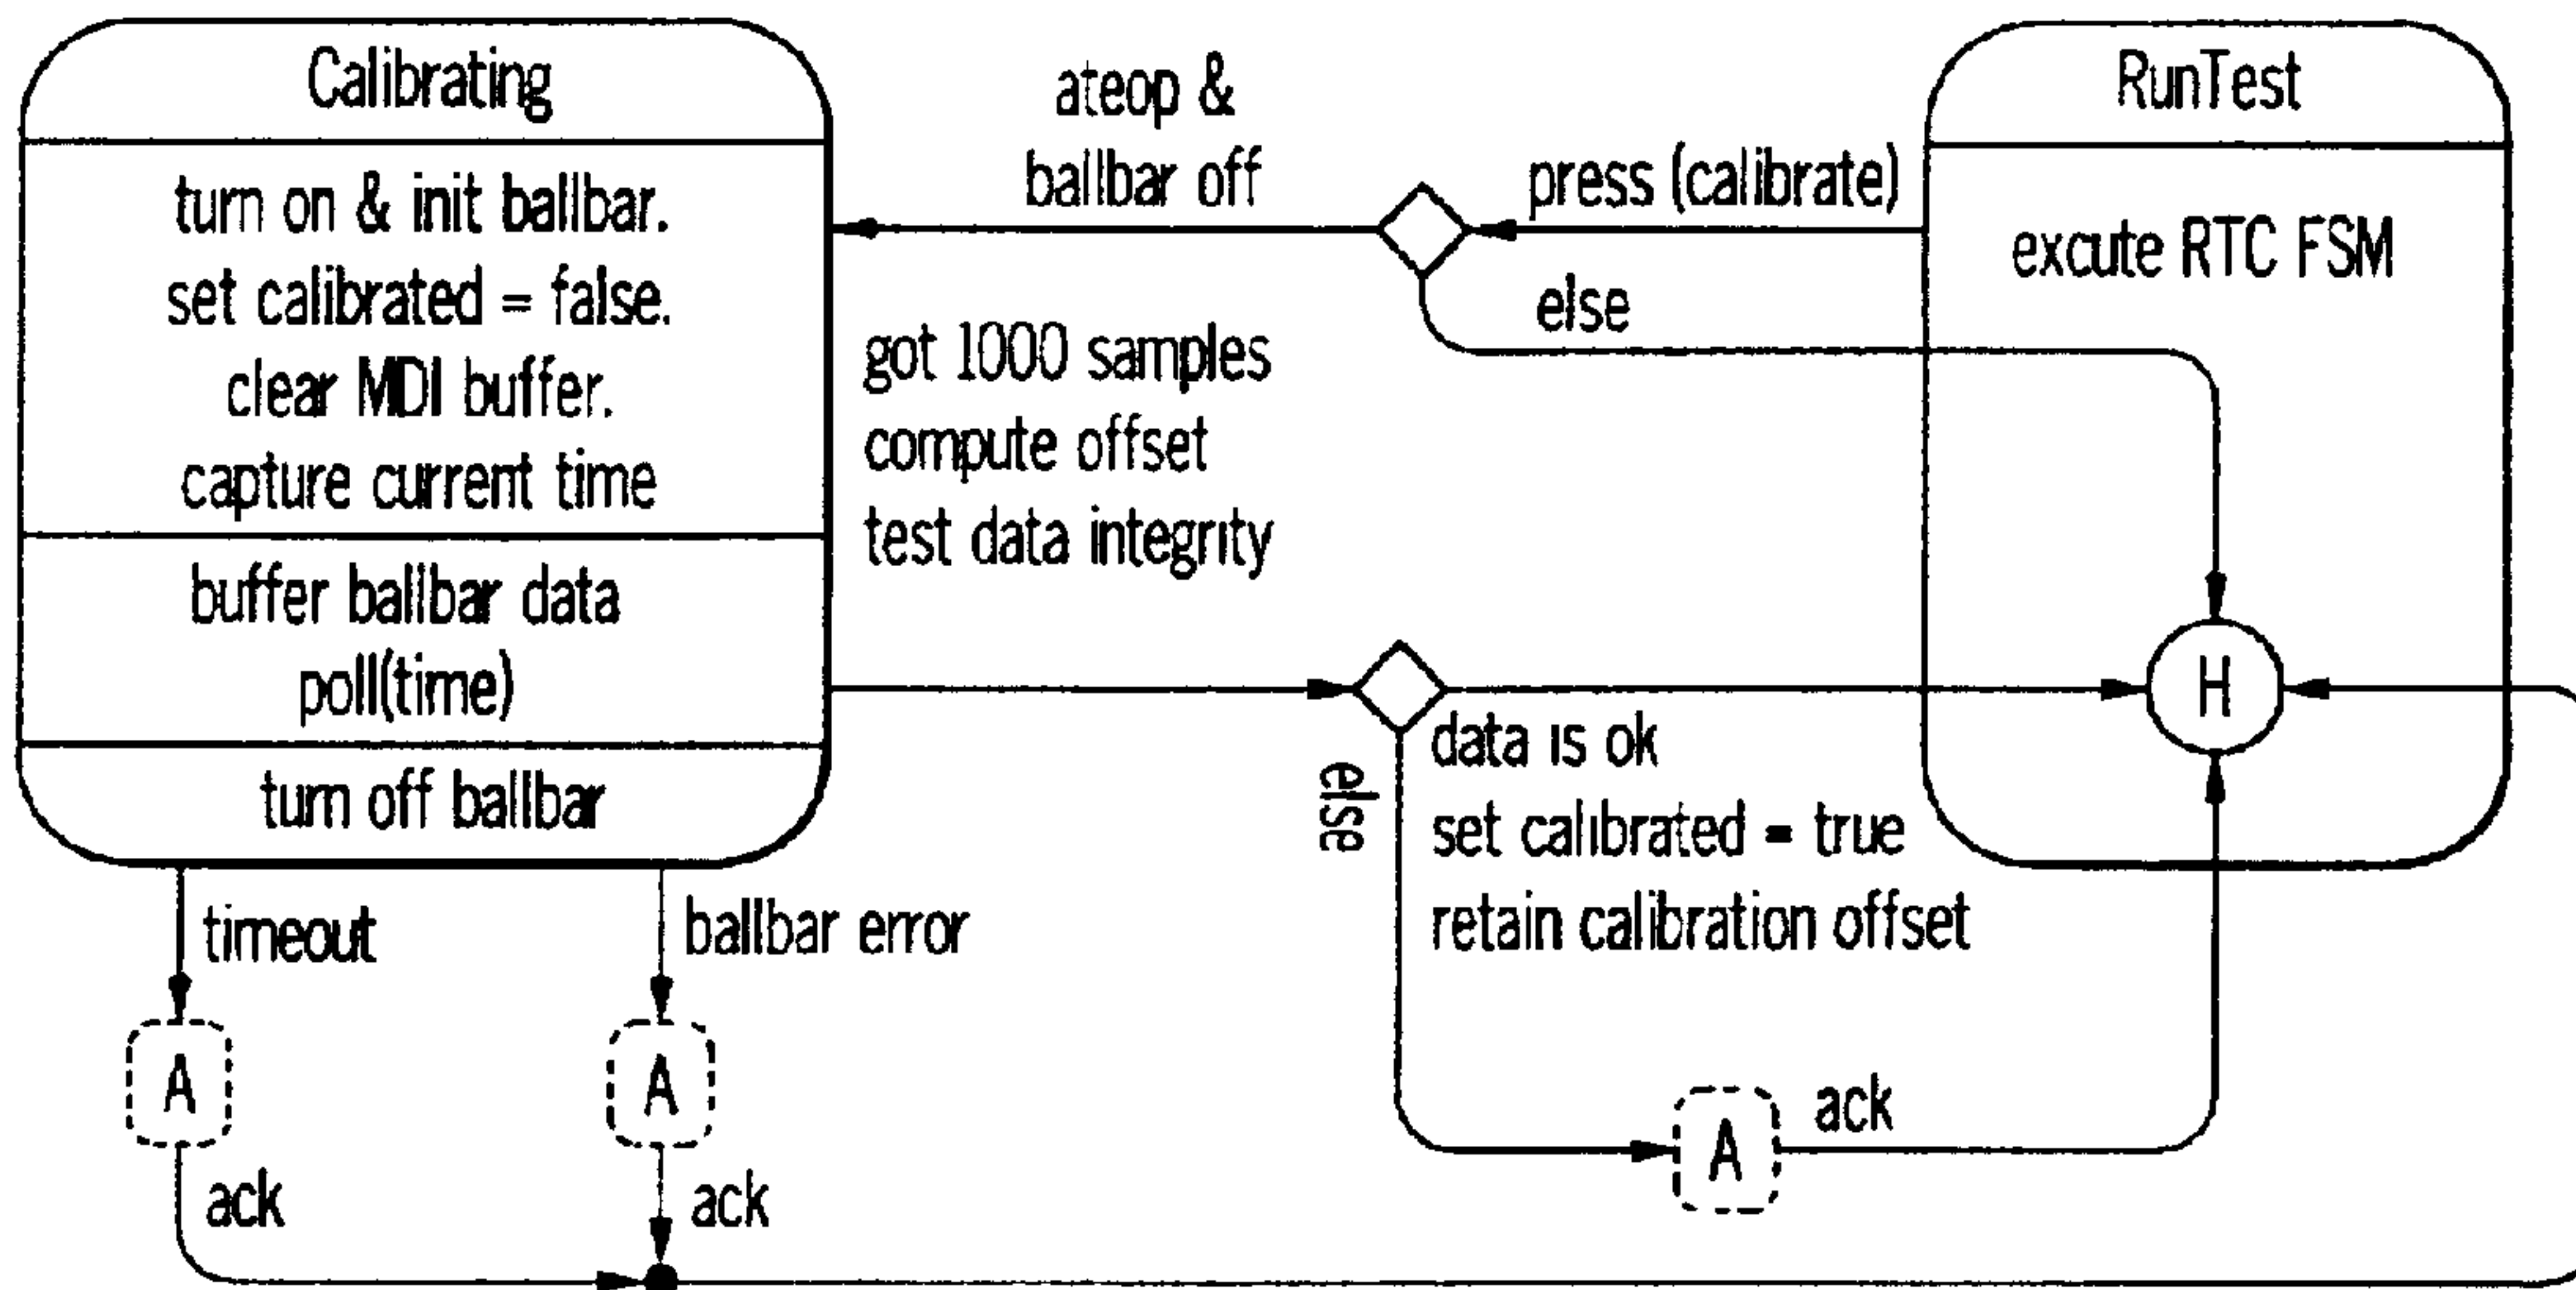 Calibrating
turn on & init ballbar.
set calibrated = false.
clear MDI buffer.
capture current time
buffer ballbar data
poll(time)
turn off ballbar
ateop &
ballbar off
press (calibrate)
else
RunTest
excute RTC FSM
got 1000 samples
compute offset
test data integrity
H
data is ok
set calibrated = true
retain calibration offset
else
timeout
ballbar error
A
A
A
ack
ack
ack